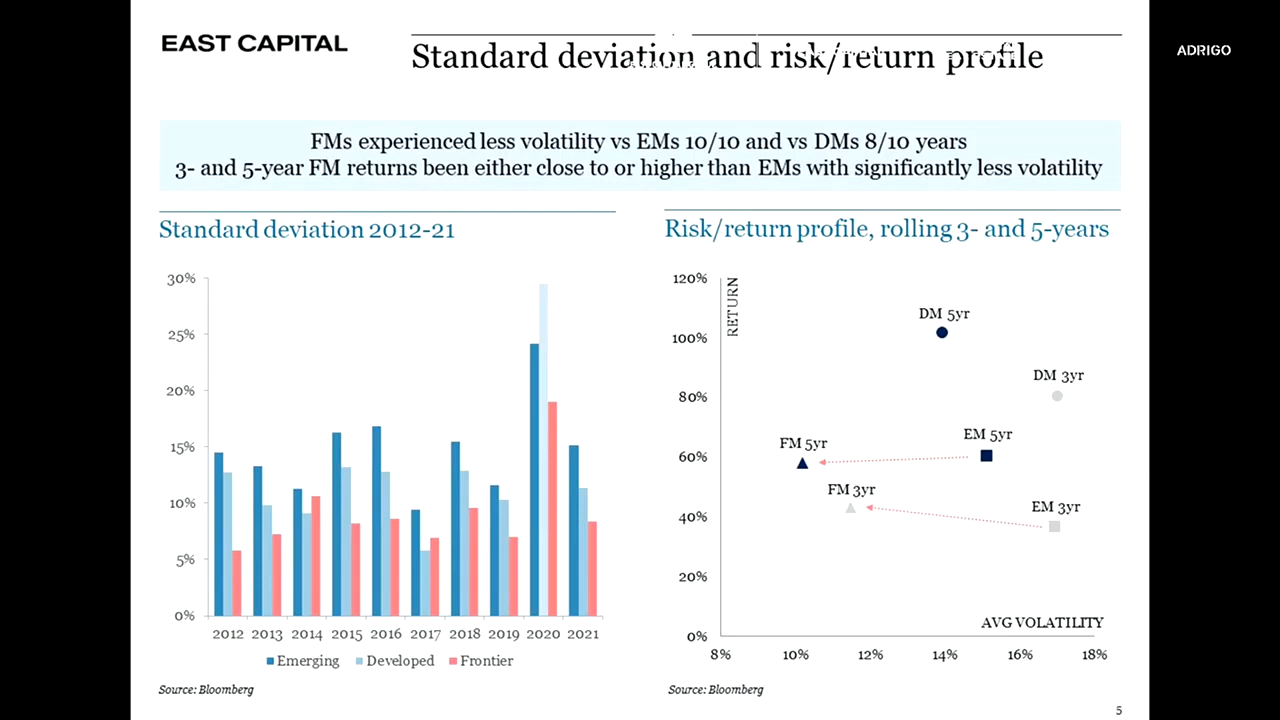 EAST CAPITAL
Standard deviation and risk/return profile
ADRIGO
FMs experienced less volatility vs EMs 10/10 and vs DMs 8/10 years
3- and 5-year FM returns been either close to or higher than EMs with significantly less volatility
Standard deviation 2012-21
30%
25%
20%
15%
10%
5%
0%
2012 2013 2014 2015 2016 2017 2018 2019 2020 2021
Emerging Developed Frontier
Source: Bloomberg
Risk/return profile, rolling 3- and 5-years
120%
100%
80%
60%
40%
20%
0%
RETURN
DM 5yr
DM 3yr
EM 5yr
FM 5yr
FM 3yr
EM 3yr
AVG VOLATILITY
8% 10% 12% 14% 16% 18%
Source: Bloomberg
5